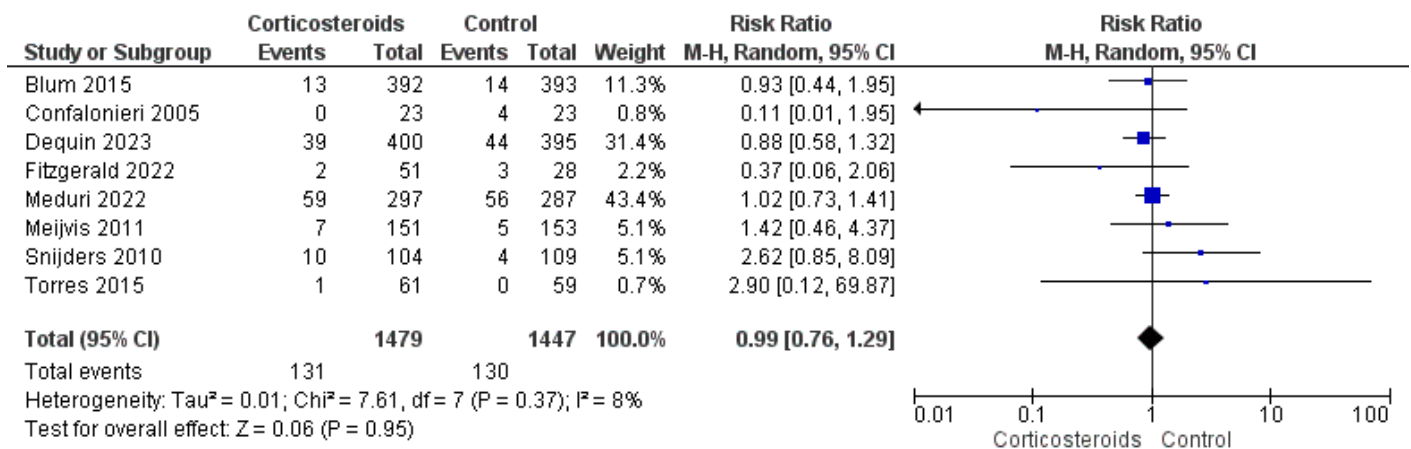 Corticosteroids Control Risk Ratio Risk Ratio
Study or Subgroup Events Total Events Total Weight M-H, Random, 95% CI M-H, Random, 95% CI
Blum 2015 13 392 14 393 11.3% 0.93 [0.44, 1.95]
Confalonieri 2005 0 23 4 23 0.8% 0.11 [0.01, 1.95]
Dequin 2023 39 400 44 395 31.4% 0.88 [0.58, 1.32]
Fitzgerald 2022 2 51 3 28 2.2% 0.37 [0.06, 2.06]
Meduri 2022 59 297 56 287 43.4% 1.02 [0.73, 1.41]
Meijvis 2011 7 151 5 153 5.1% 1.42 [0.46, 4.37]
Snijders 2010 10 104 4 109 5.1% 2.62 [0.85, 8.09]
Torres 2015 1 61 0 59 0.7% 2.90 [0.12, 69.87]
Total (95% CI) 1479 1447 100.0% 0.99 [0.76, 1.29]
Total events 131 130
Heterogeneity: Tau² = 0.01; Chi² = 7.61, df = 7 (P = 0.37); I² = 8%
Test for overall effect: Z = 0.06 (P = 0.95)
0.01 0.1 1 10 100
Corticosteroids Control